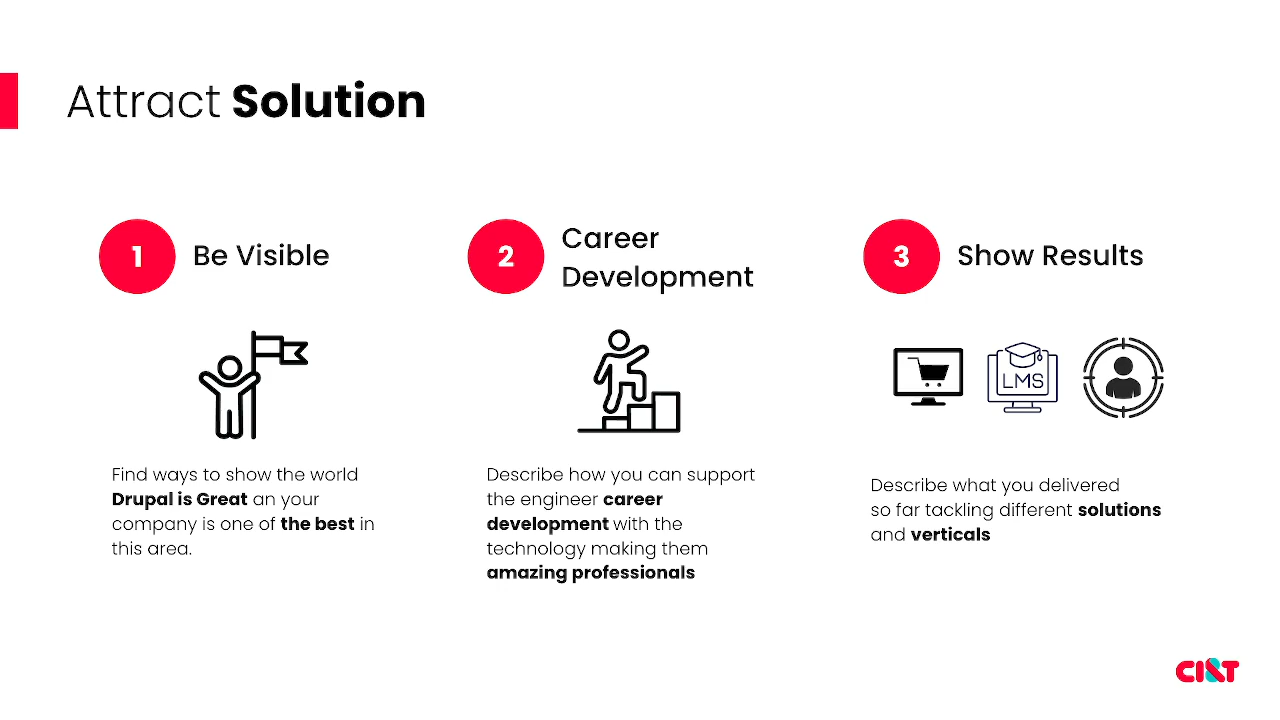 Attract Solution
1
Be Visible
Find ways to show the world
Drupal is Great an your
company is one of the best in
this area.
2
Career
Development
Describe how you can support
the engineer career
development with the
technology making them
amazing professionals
3
Show Results
LMS
Describe what you delivered
so far tackling different solutions
and verticals
CI&T